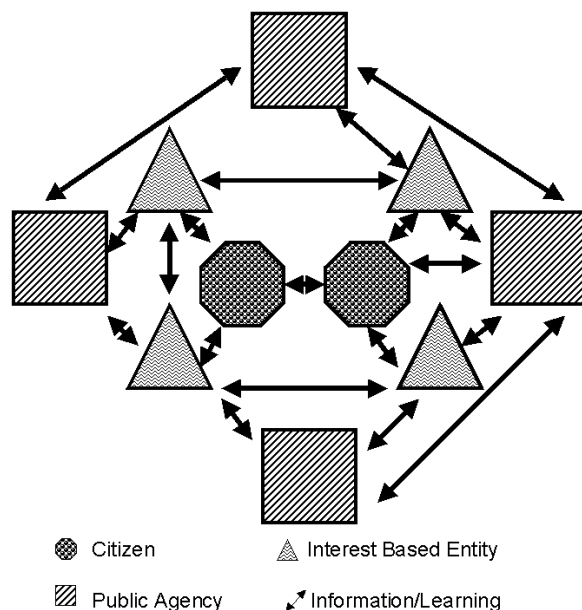 Citizen
Interest Based Entity
Public Agency
Information/Learning